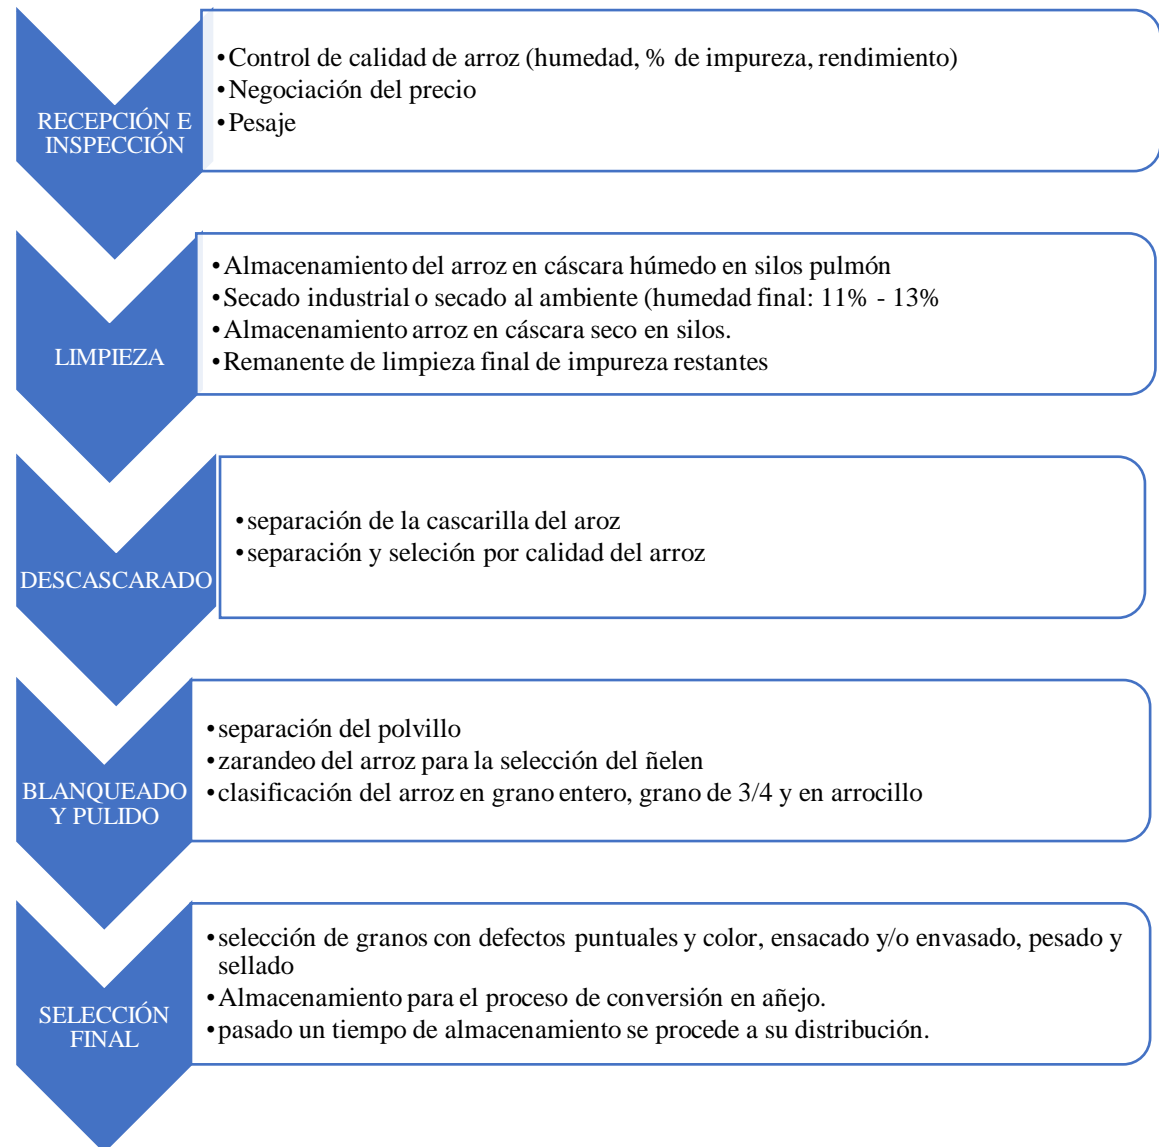 RECEPCIÓN E
INSPECCIÓN
•Control de calidad de arroz (humedad, % de impureza, rendimiento)
•Negociación del precio
•Pesaje
LIMPIEZA
•Almacenamiento del arroz en cáscara húmedo en silos pulmón
•Secado industrial o secado al ambiente (humedad final: 11% - 13%
•Almacenamiento arroz en cáscara seco en silos.
•Remanente de limpieza final de impureza restantes
DESCASCARADO
•separación de la cascarilla del aroz
•separación y seleción por calidad del arroz
BLANQUEADO
Y PULIDO
•separación del polvillo
•zarandeo del arroz para la selección del ñelen
•clasificación del arroz en grano entero, grano de 3/4 y en arrocillo
SELECCIÓN
FINAL
•selección de granos con defectos puntuales y color, ensacado y/o envasado, pesado y
sellado
•Almacenamiento para el proceso de conversión en añejo.
•pasado un tiempo de almacenamiento se procede a su distribución.